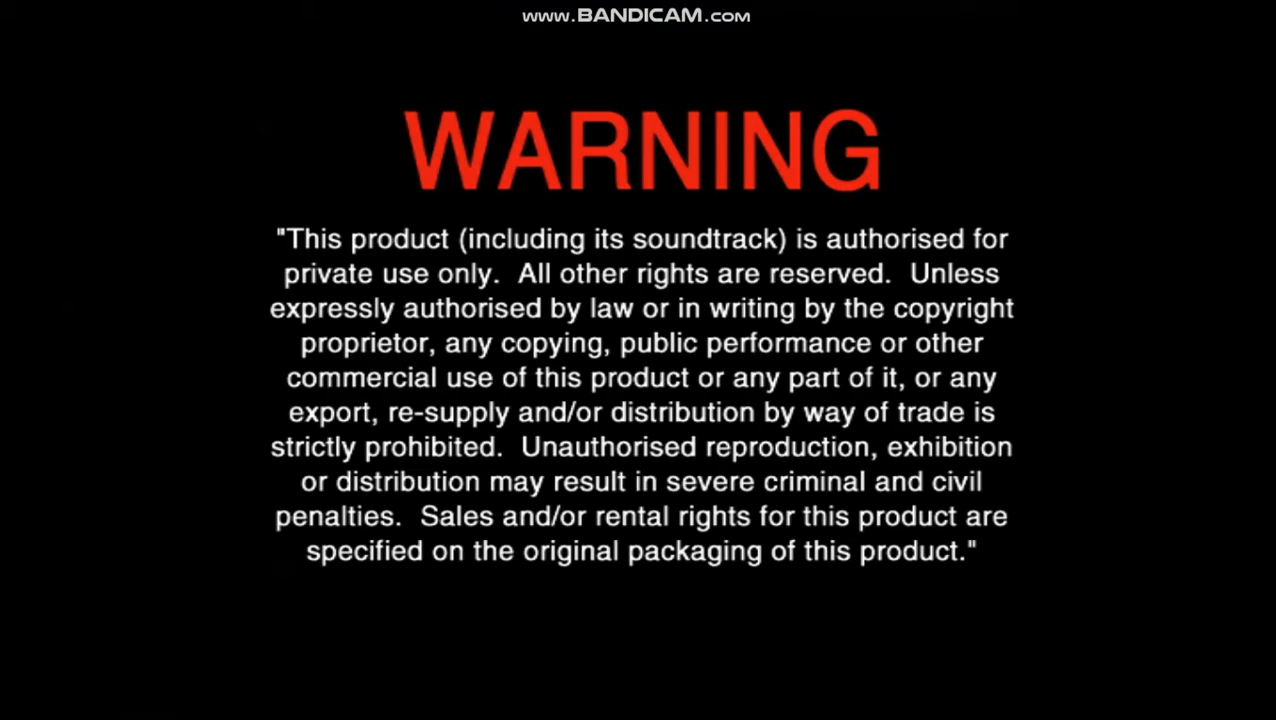 www.BANDICAM.com
WARNING
"This product (including its soundtrack) is authorised for
private use only.  All other rights are reserved.  Unless
expressly authorised by law or in writing by the copyright
proprietor, any copying, public performance or other
commercial use of this product or any part of it, or any
export, re-supply and/or distribution by way of trade is
strictly prohibited.  Unauthorised reproduction, exhibition
or distribution may result in severe criminal and civil
penalties.  Sales and/or rental rights for this product are
specified on the original packaging of this product."